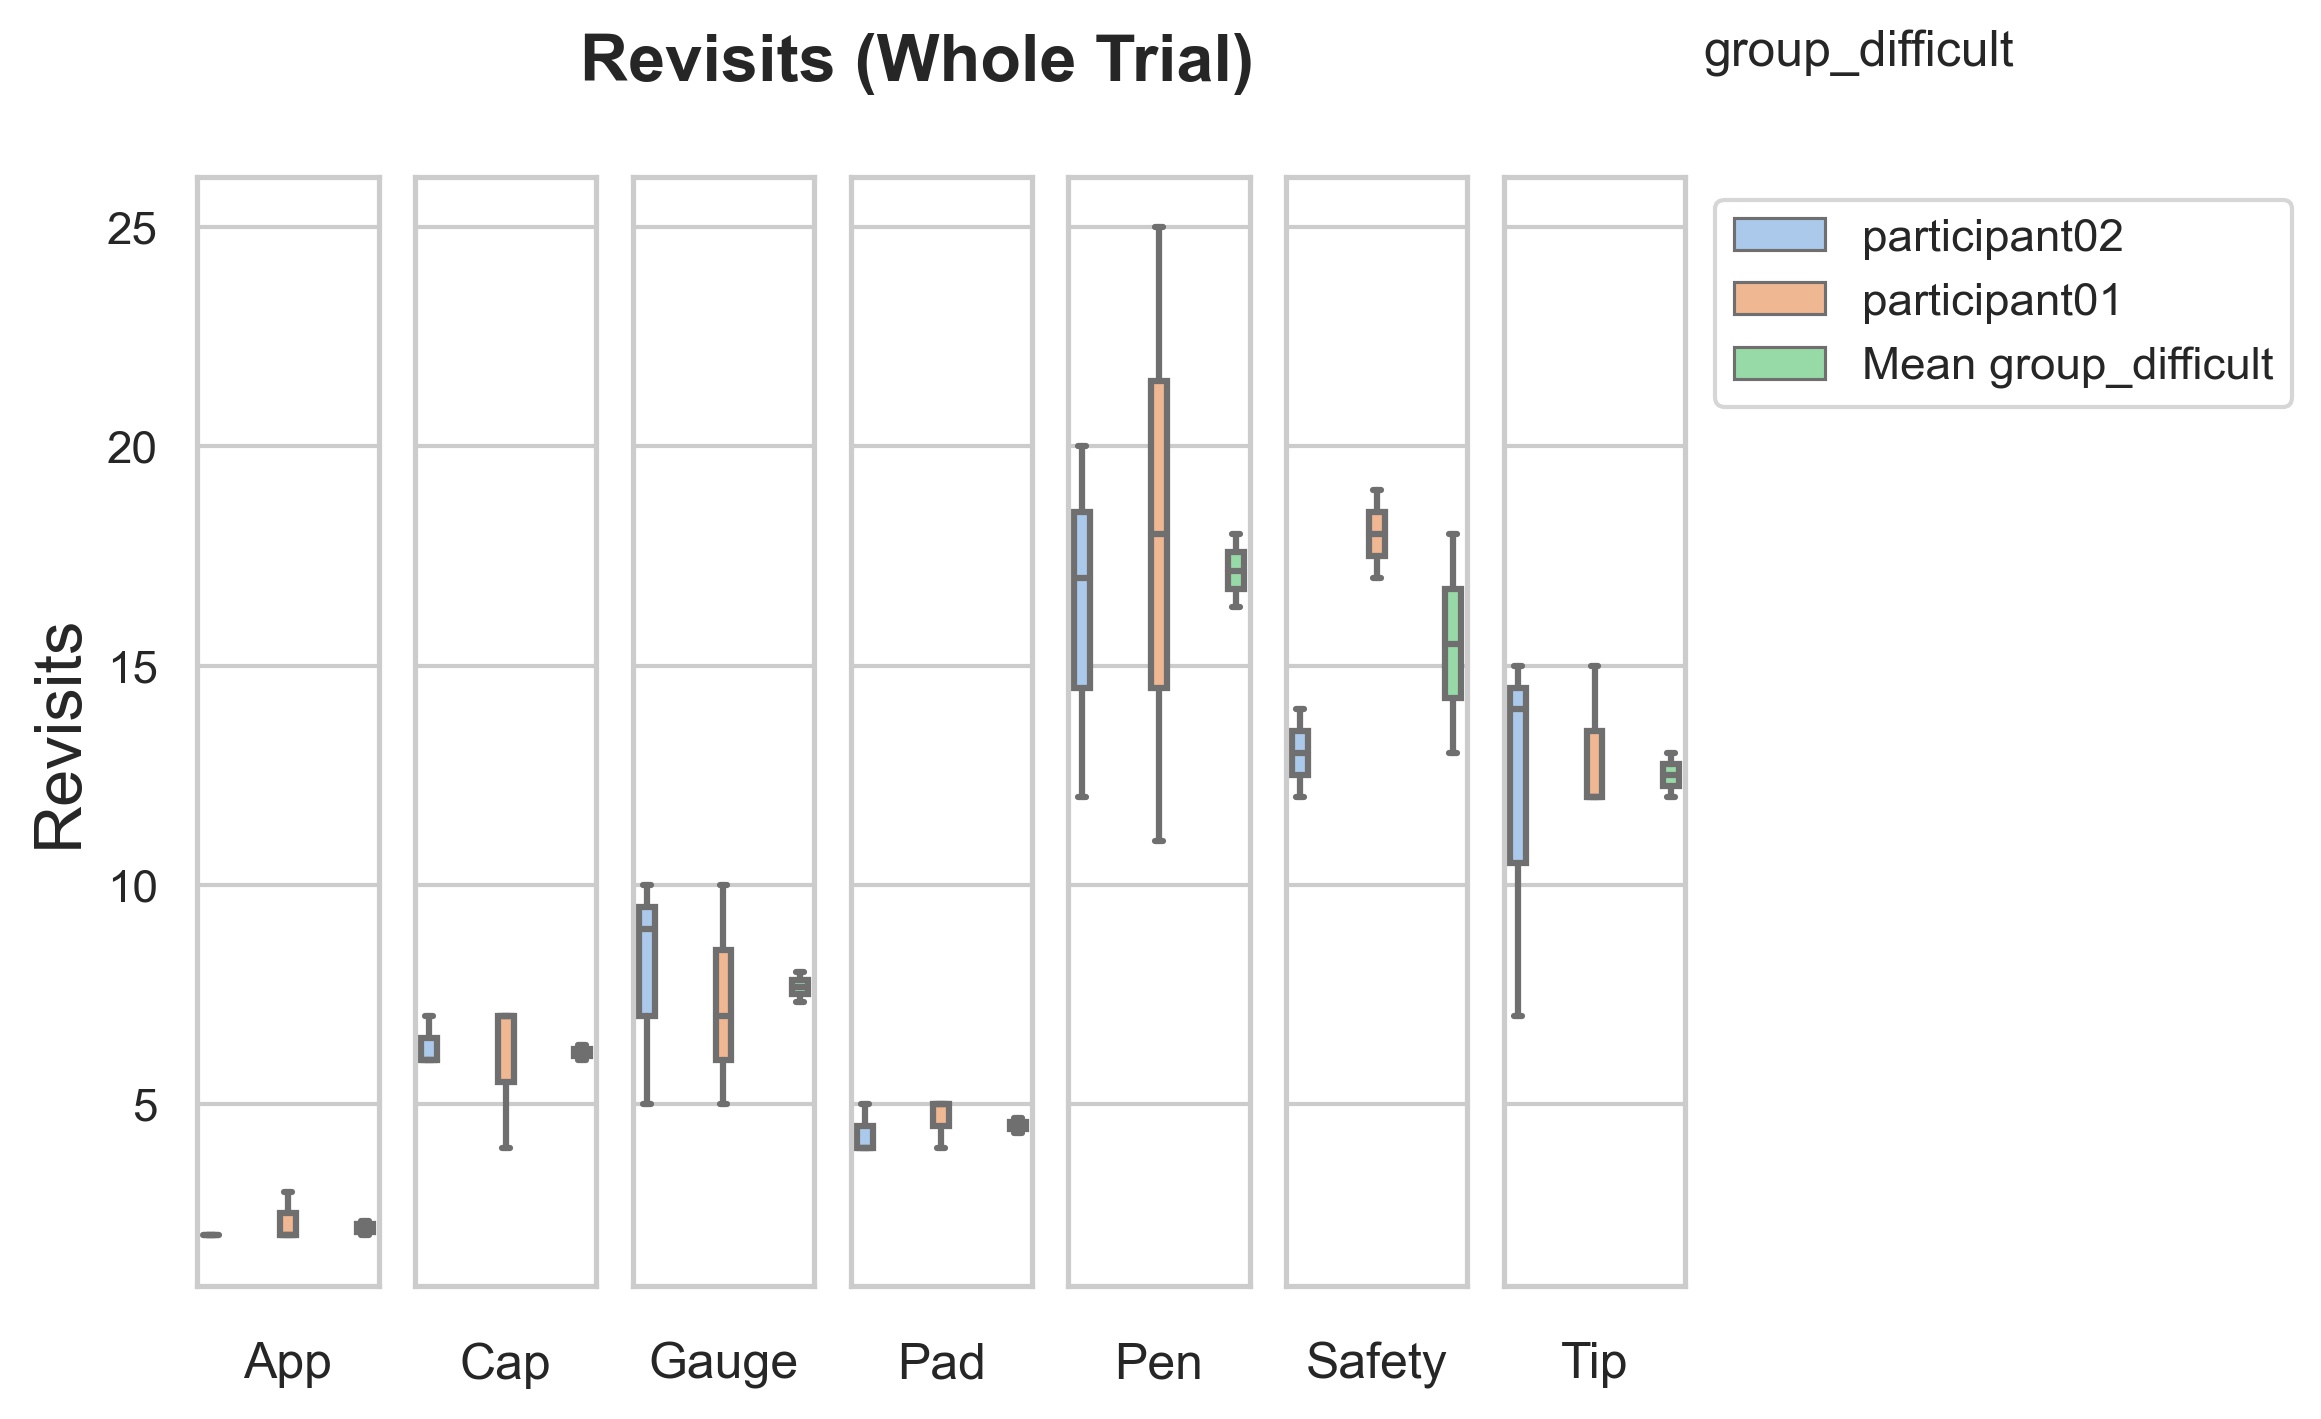 Revisits (Whole Trial)
group_difficult
participant02
participant01
Mean group_difficult
Revisits
25
20
15
10
5
App
Cap
Gauge
Pad
Pen
Safety
Tip